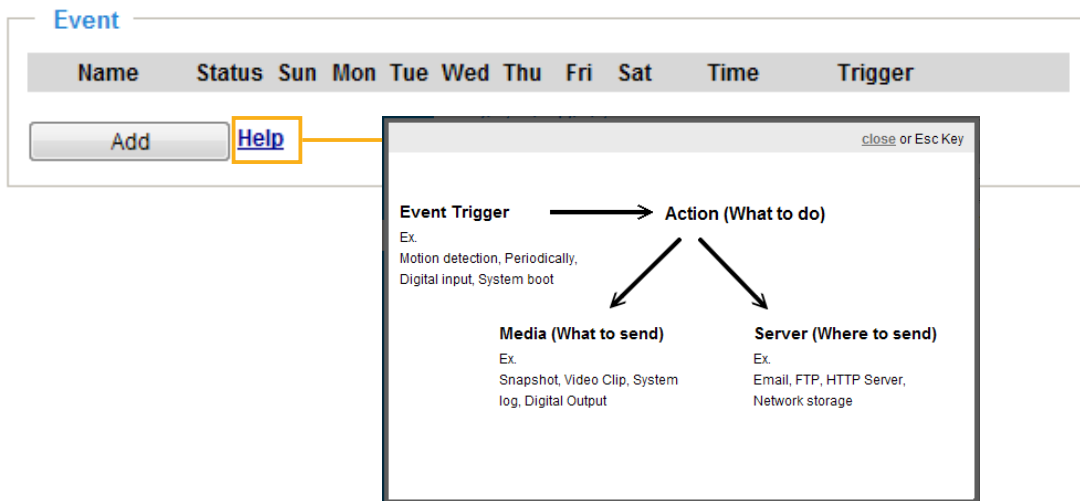 Event
Name Status Sun Mon Tue Wed Thu Fri Sat Time Trigger
Add Help
close or Esc Key
Event Trigger
Ex.
Motion detection, Periodically,
Digital input, System boot
Action (What to do)
Media (What to send)
Ex.
Snapshot, Video Clip, System
log, Digital Output
Server (Where to send)
Ex.
Email, FTP, HTTP Server,
Network storage